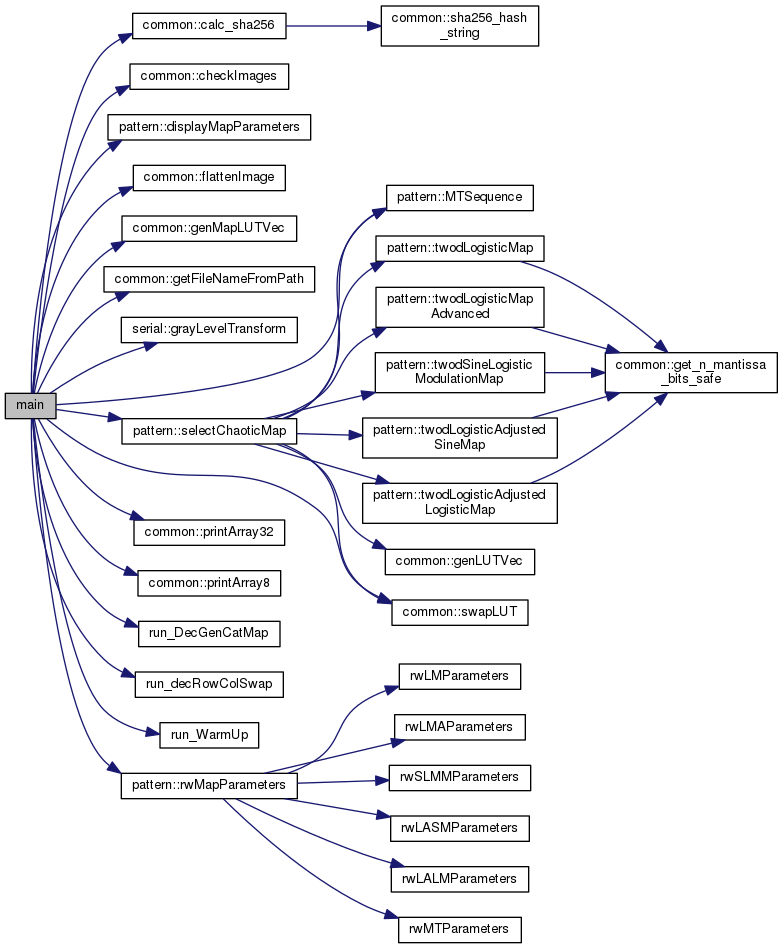 main
common::calc_sha256
common::checkImages
pattern::displayMapParameters
common::flattenImage
common::genMapLUTVec
common::getFileNameFromPath
serial::grayLevelTransform
pattern::selectChaoticMap
common::printArray32
common::printArray8
run_DecGenCatMap
run_decRowColSwap
run_WarmUp
pattern::rwMapParameters
common::sha256_hash
_string
pattern::MTSequence
pattern::twodLogisticMap
pattern::twodLogisticMap
Advanced
pattern::twodSineLogistic
ModulationMap
pattern::twodLogisticAdjusted
SineMap
pattern::twodLogisticAdjusted
LogisticMap
common::genLUTVec
common::swapLUT
rwLMParameters
rwLMAParameters
rwSLMMParameters
rwLASMParameters
rwLALMParameters
rwMTParameters
common::get_n_mantissa
_bits_safe